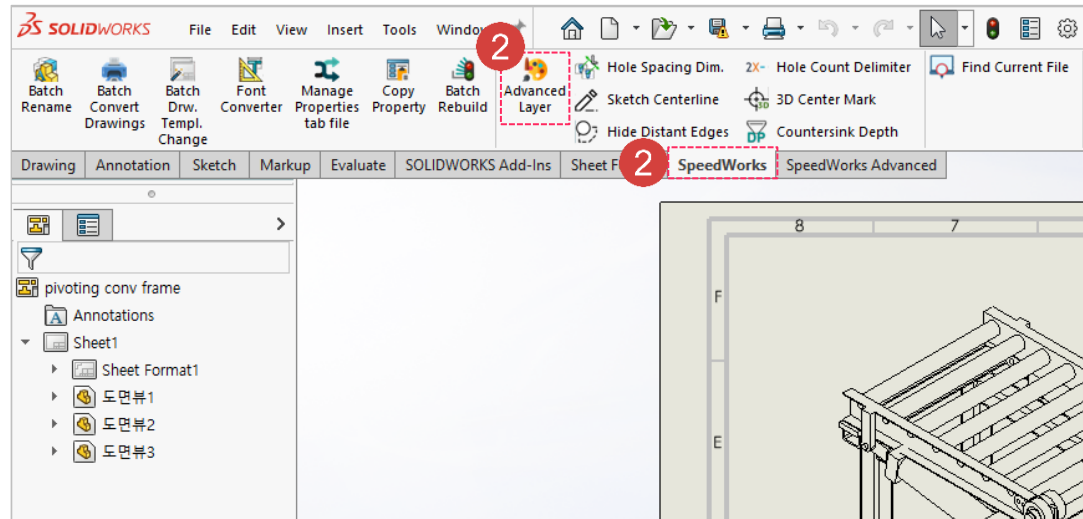 SOLIDWORKS File Edit View Insert Tools Windo
2
Batch Rename
Batch Convert Drawings
Batch Drw. Templ. Change
Font Converter
Manage Properties tab file
Copy Property
Batch Rebuild
Advanced Layer
Hole Spacing Dim.
Sketch Centerline
Hide Distant Edges
2X- Hole Count Delimiter
3D Center Mark
DP Countersink Depth
Find Current File
Drawing Annotation Sketch Markup Evaluate SOLIDWORKS Add-Ins Sheet F 2 SpeedWorks SpeedWorks Advanced
pivoting conv frame
A Annotations
Sheet1
Sheet Format1
도면뷰1
도면뷰2
도면뷰3
8 7
F
E